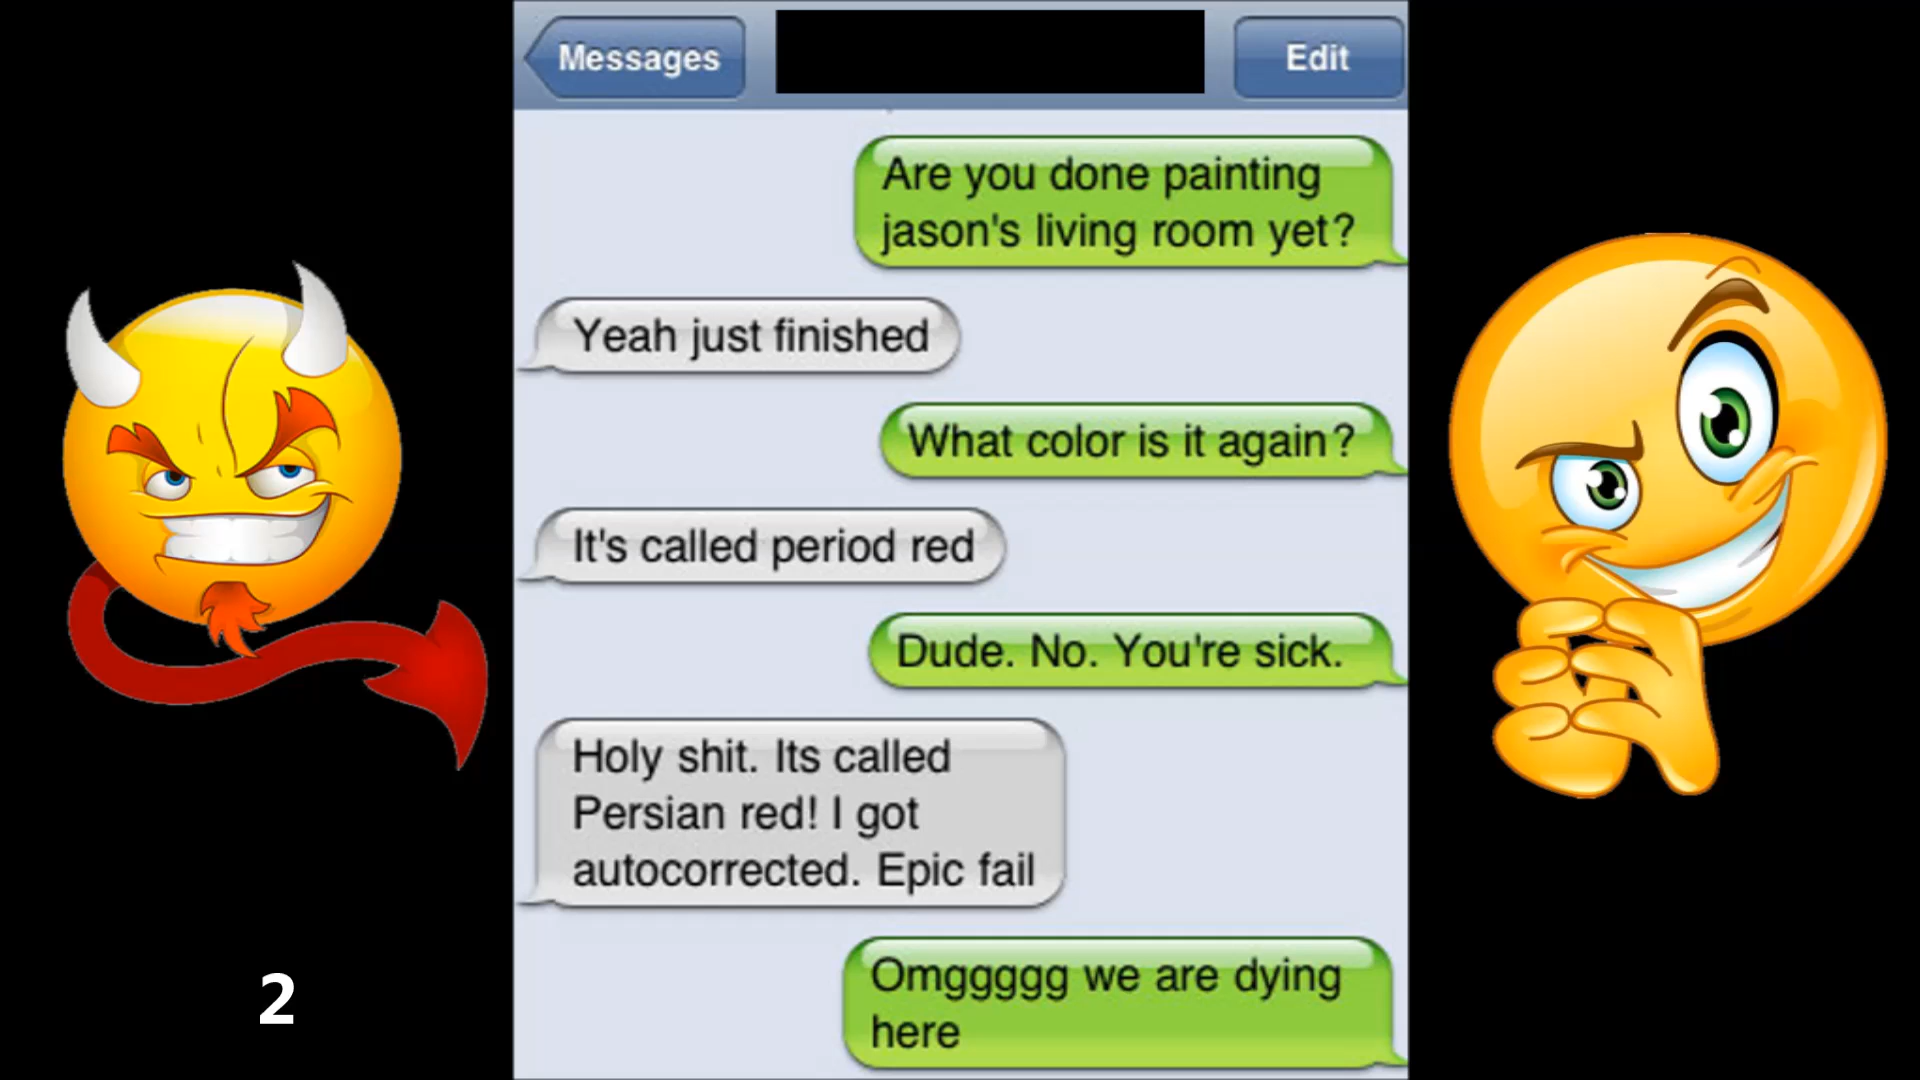 Messages
Edit
Are you done painting
jason's living room yet?
Yeah just finished
What color is it again?
It's called period red
Dude. No. You're sick.
Holy shit. Its called
Persian red! I got
autocorrected. Epic fail
Omggggg we are dying
here
2